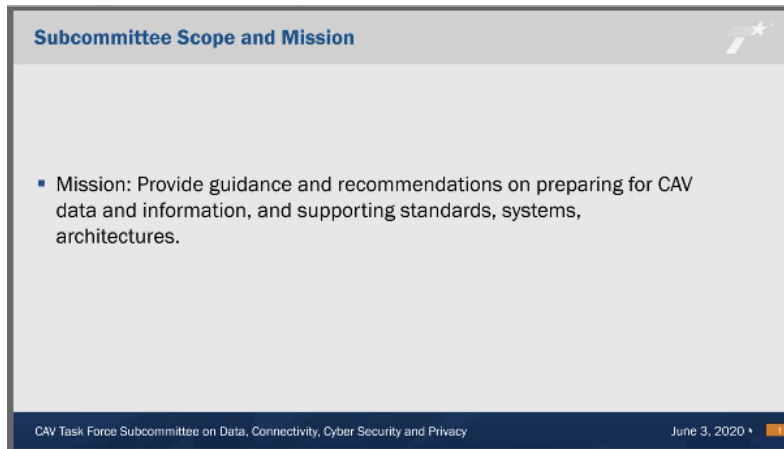 Subcommittee Scope and Mission
▪ Mission: Provide guidance and recommendations on preparing for CAV
data and information, and supporting standards, systems,
architectures.
CAV Task Force Subcommittee on Data, Connectivity, Cyber Security and Privacy
June 3, 2020
1